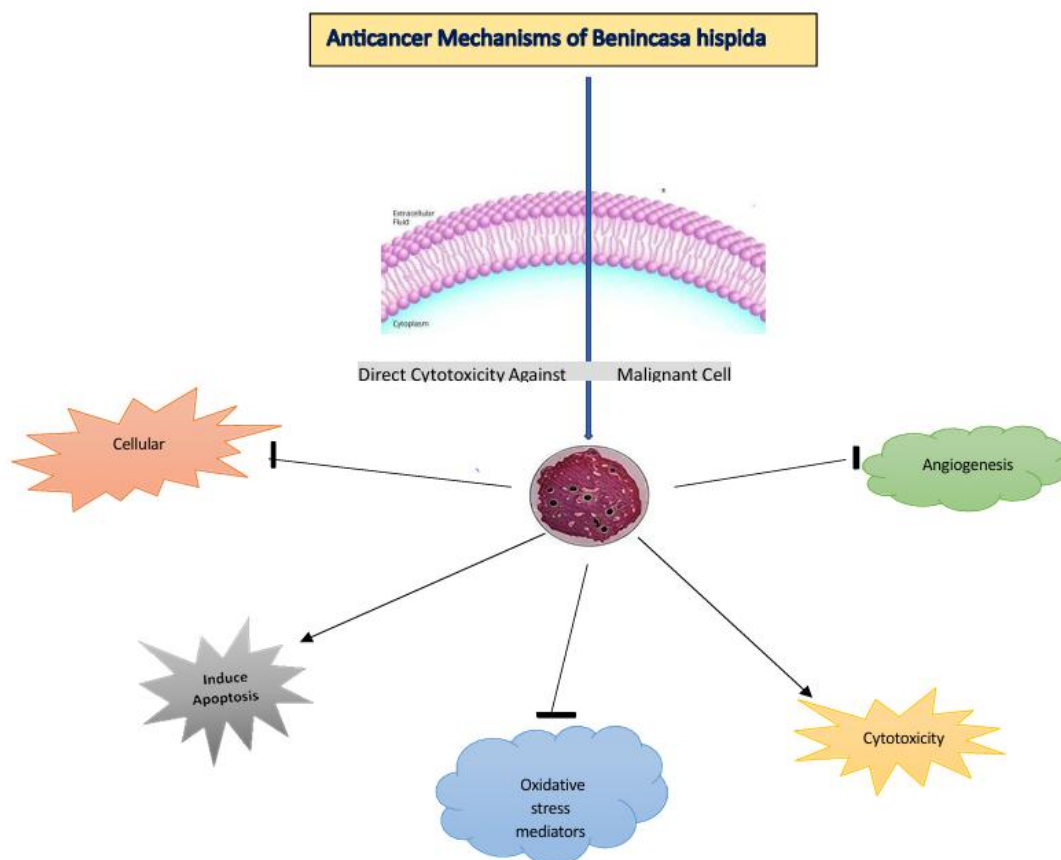 Anticancer Mechanisms of Benincasa hispida
Extracellular
Fluid
Cytoplasm
Direct Cytotoxicity Against Malignant Cell
Cellular
Angiogenesis
Induce
Apoptosis
Oxidative
stress
mediators
Cytotoxicity